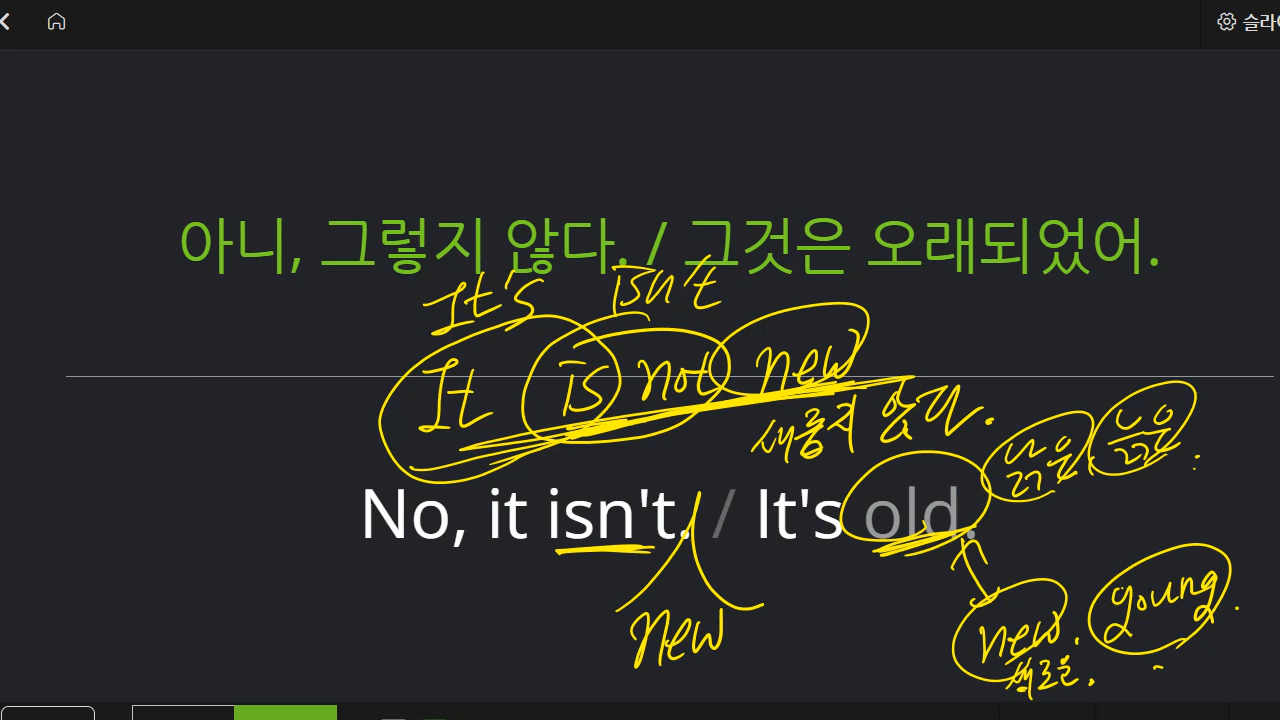 슬라이
아니, 그렇지 않다. / 그것은 오래되었어.
It's isn't
It is not new
새롭지 않다.
낡은, 늙은.
No, it isn't. / It's old.
new
new. young.
새로운.